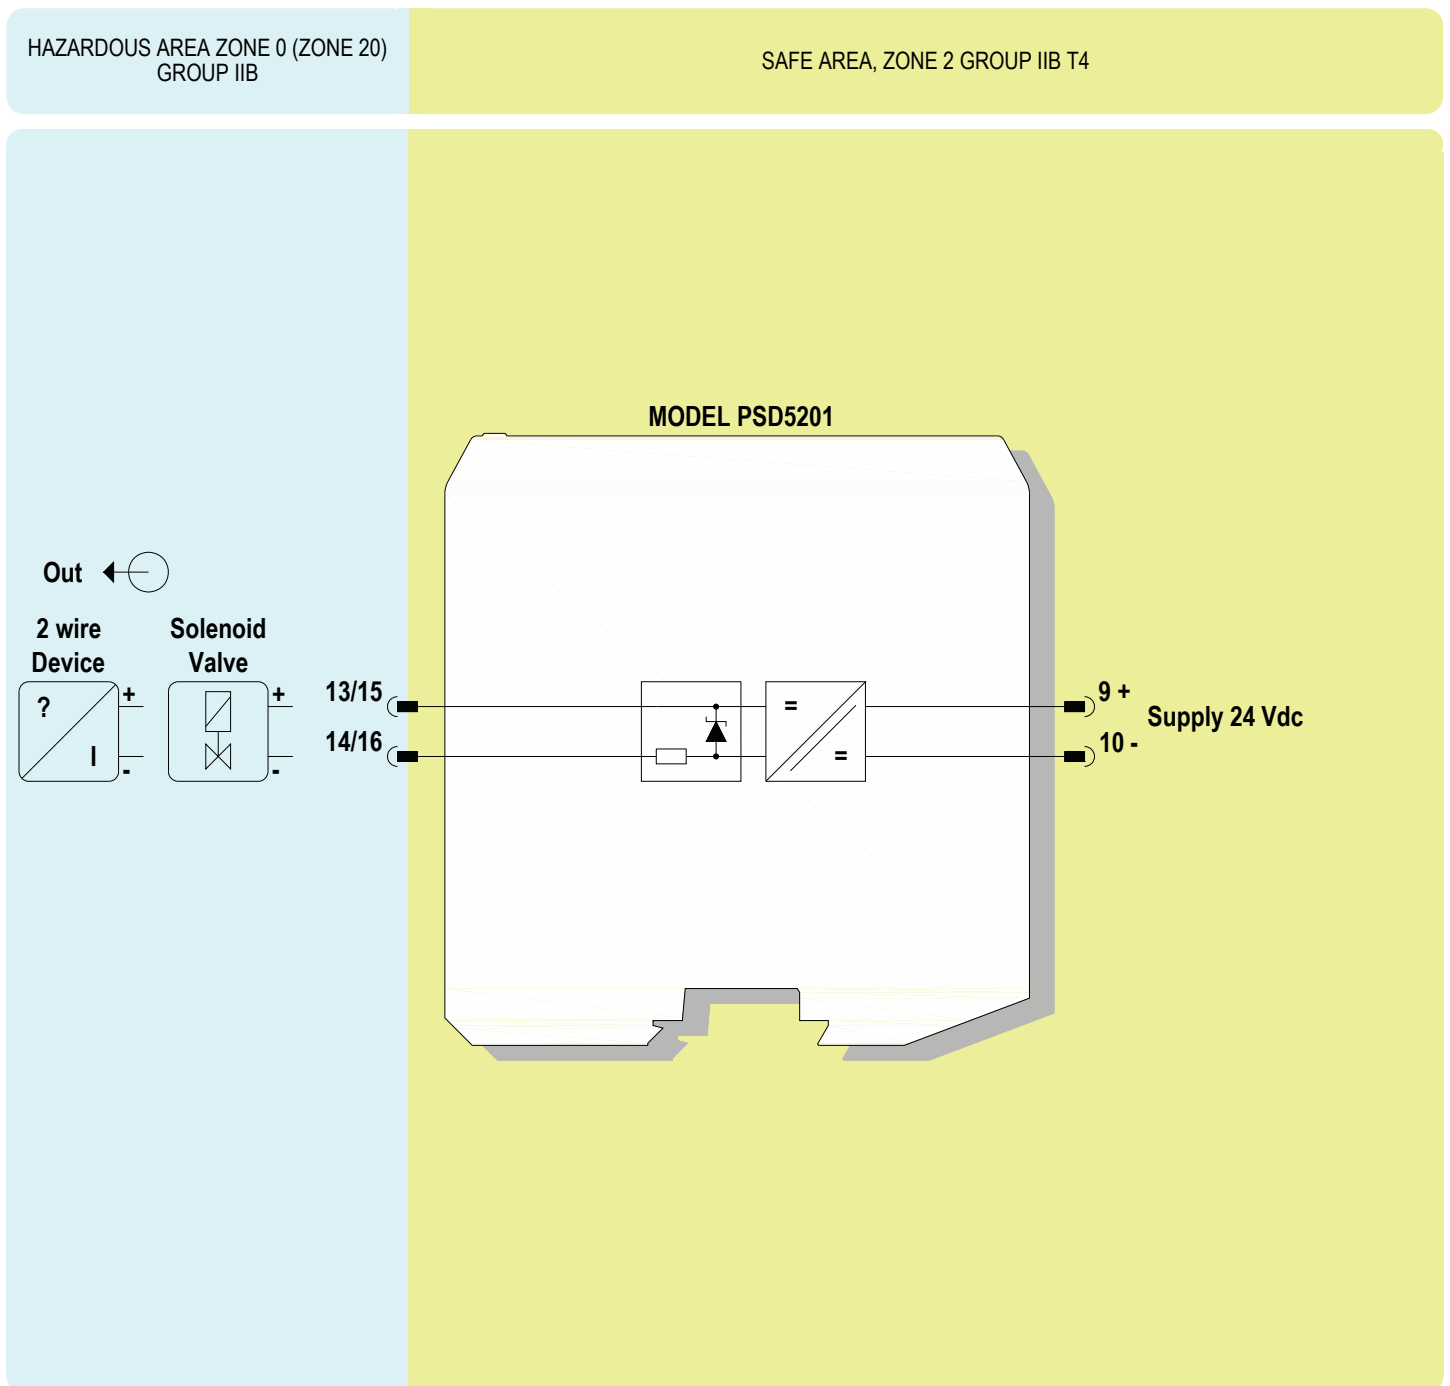 HAZARDOUS AREA ZONE 0 (ZONE 20)
GROUP IIB
SAFE AREA, ZONE 2 GROUP IIB T4
MODEL PSD5201
Out
2 wire
Device
Solenoid
Valve
?
I
+
-
+
-
13/15
14/16
=
=
9 +
10 -
Supply 24 Vdc